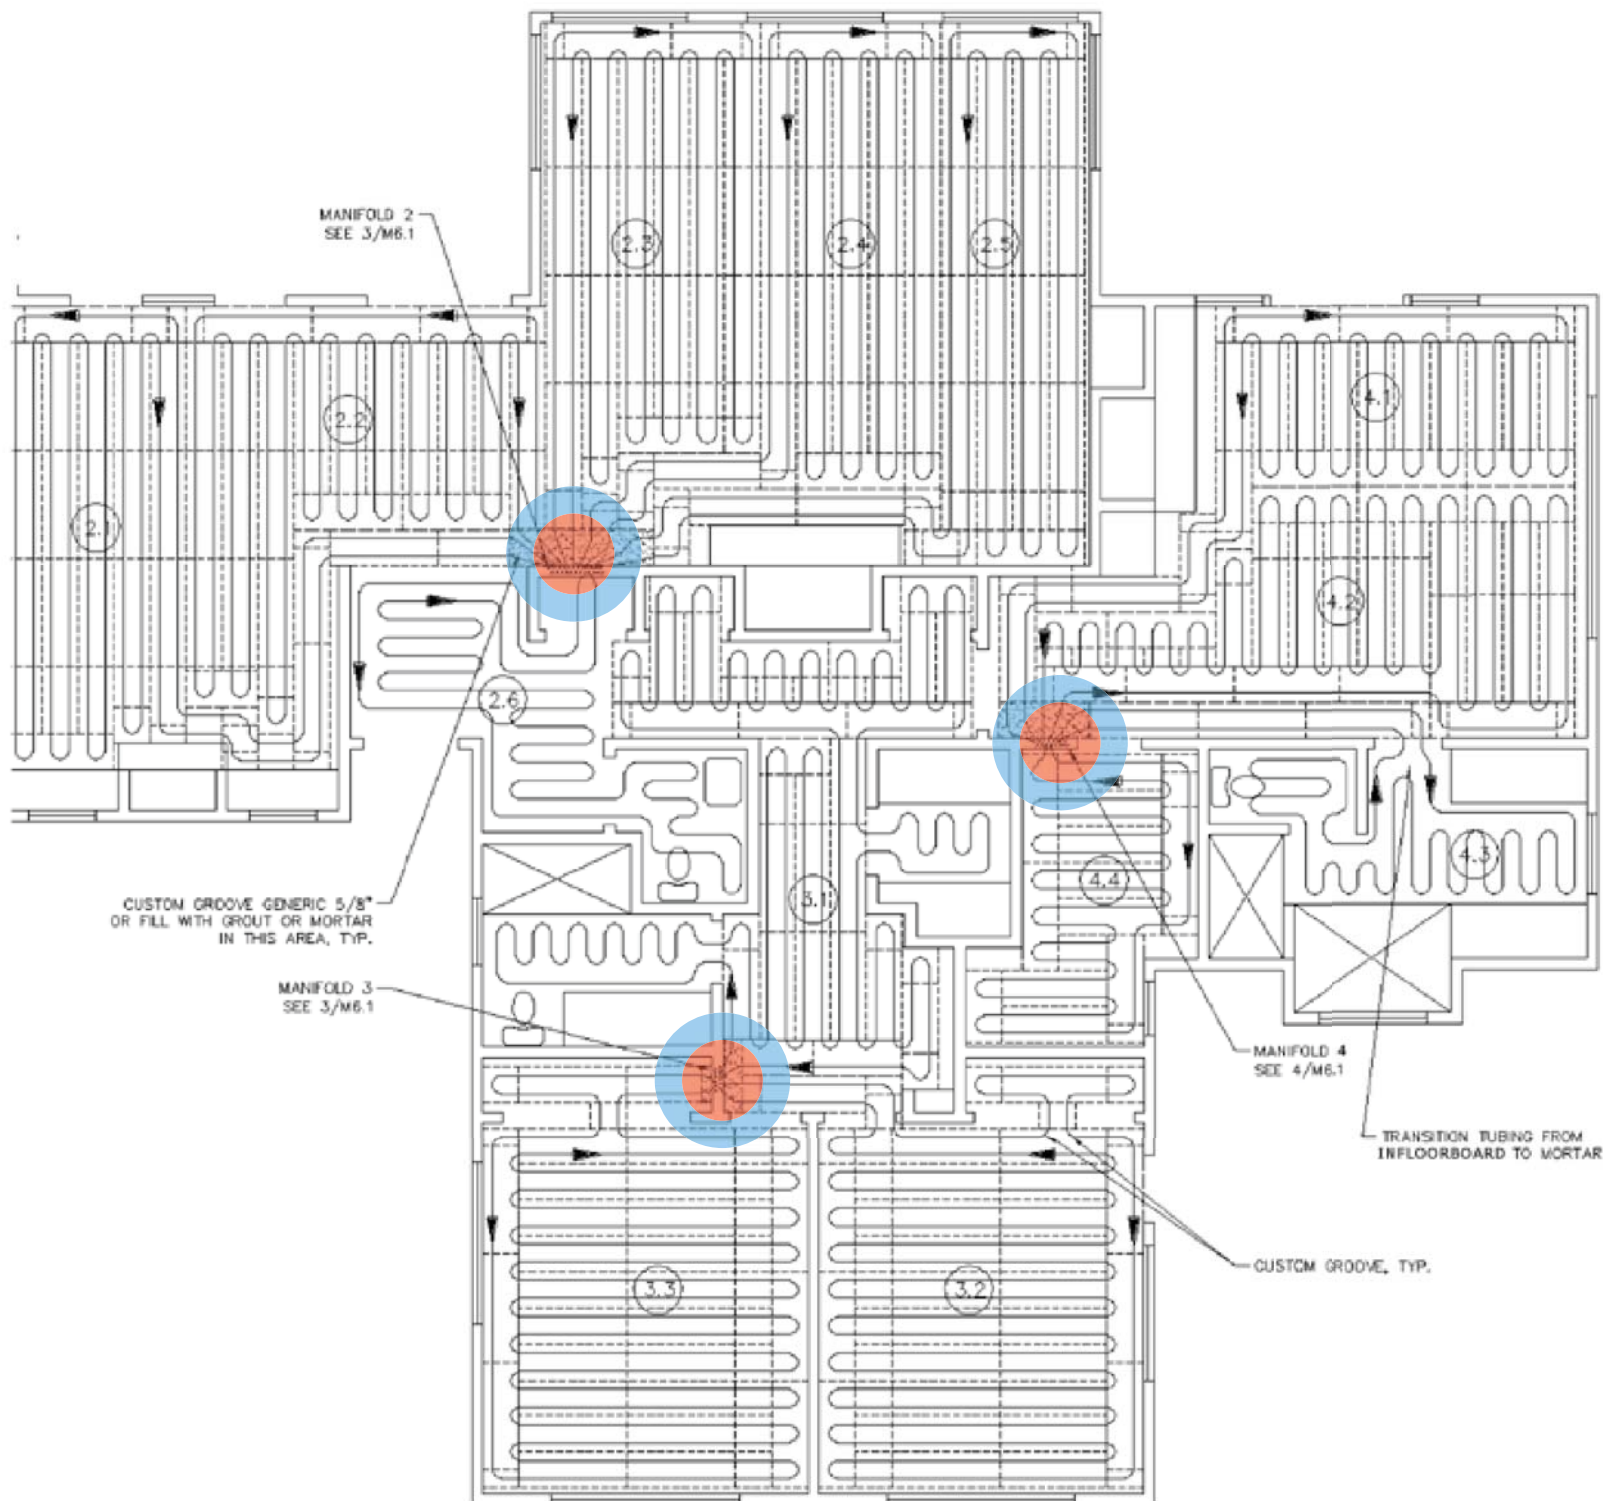 MANIFOLD 2
SEE 3/M6.1
2.3
2.4
2.5
4.1
2.2
2.1
4.2
2.6
4.3
4.4
3.1
CUSTOM GROOVE GENERIC 5/8"
OR FILL WITH GROUT OR MORTAR
IN THIS AREA, TYP.
MANIFOLD 3
SEE 3/M6.1
MANIFOLD 4
SEE 4/M6.1
TRANSITION TUBING FROM
INFLOORBOARD TO MORTAR
CUSTOM GROOVE, TYP.
3.3
3.2